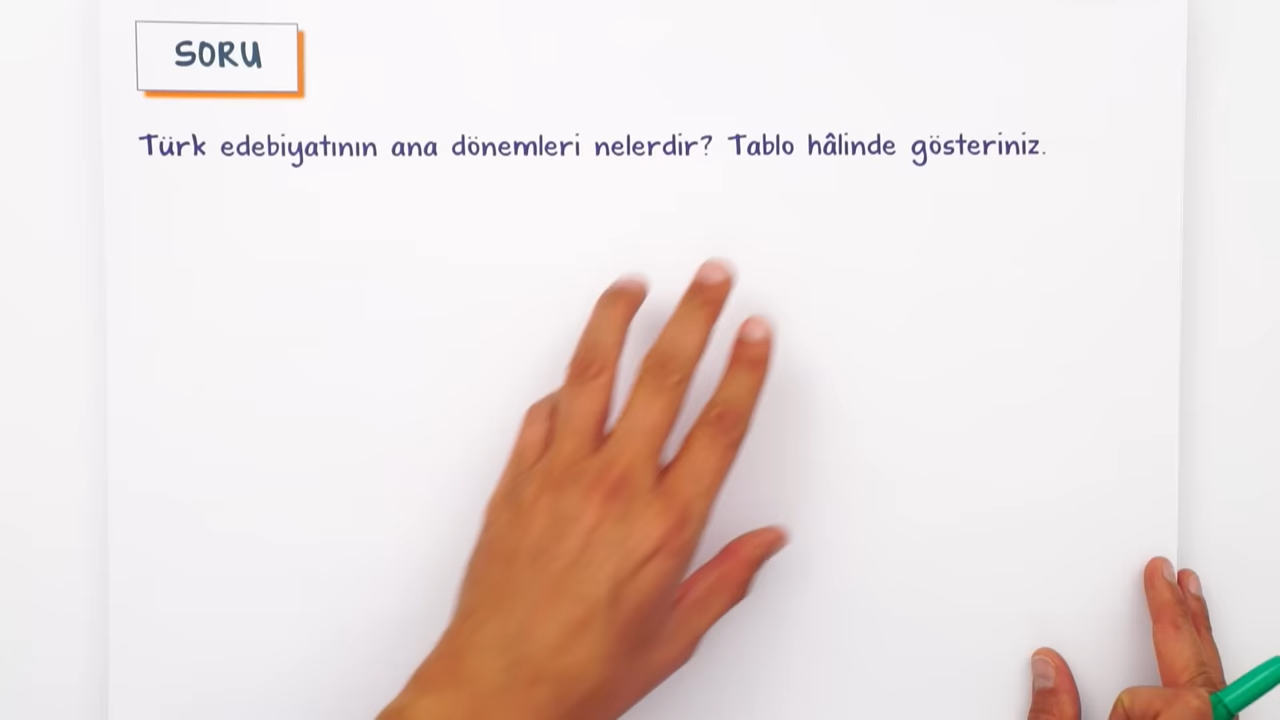 SORU
Türk edebiyatının ana dönemleri nelerdir? Tablo hâlinde gösteriniz.